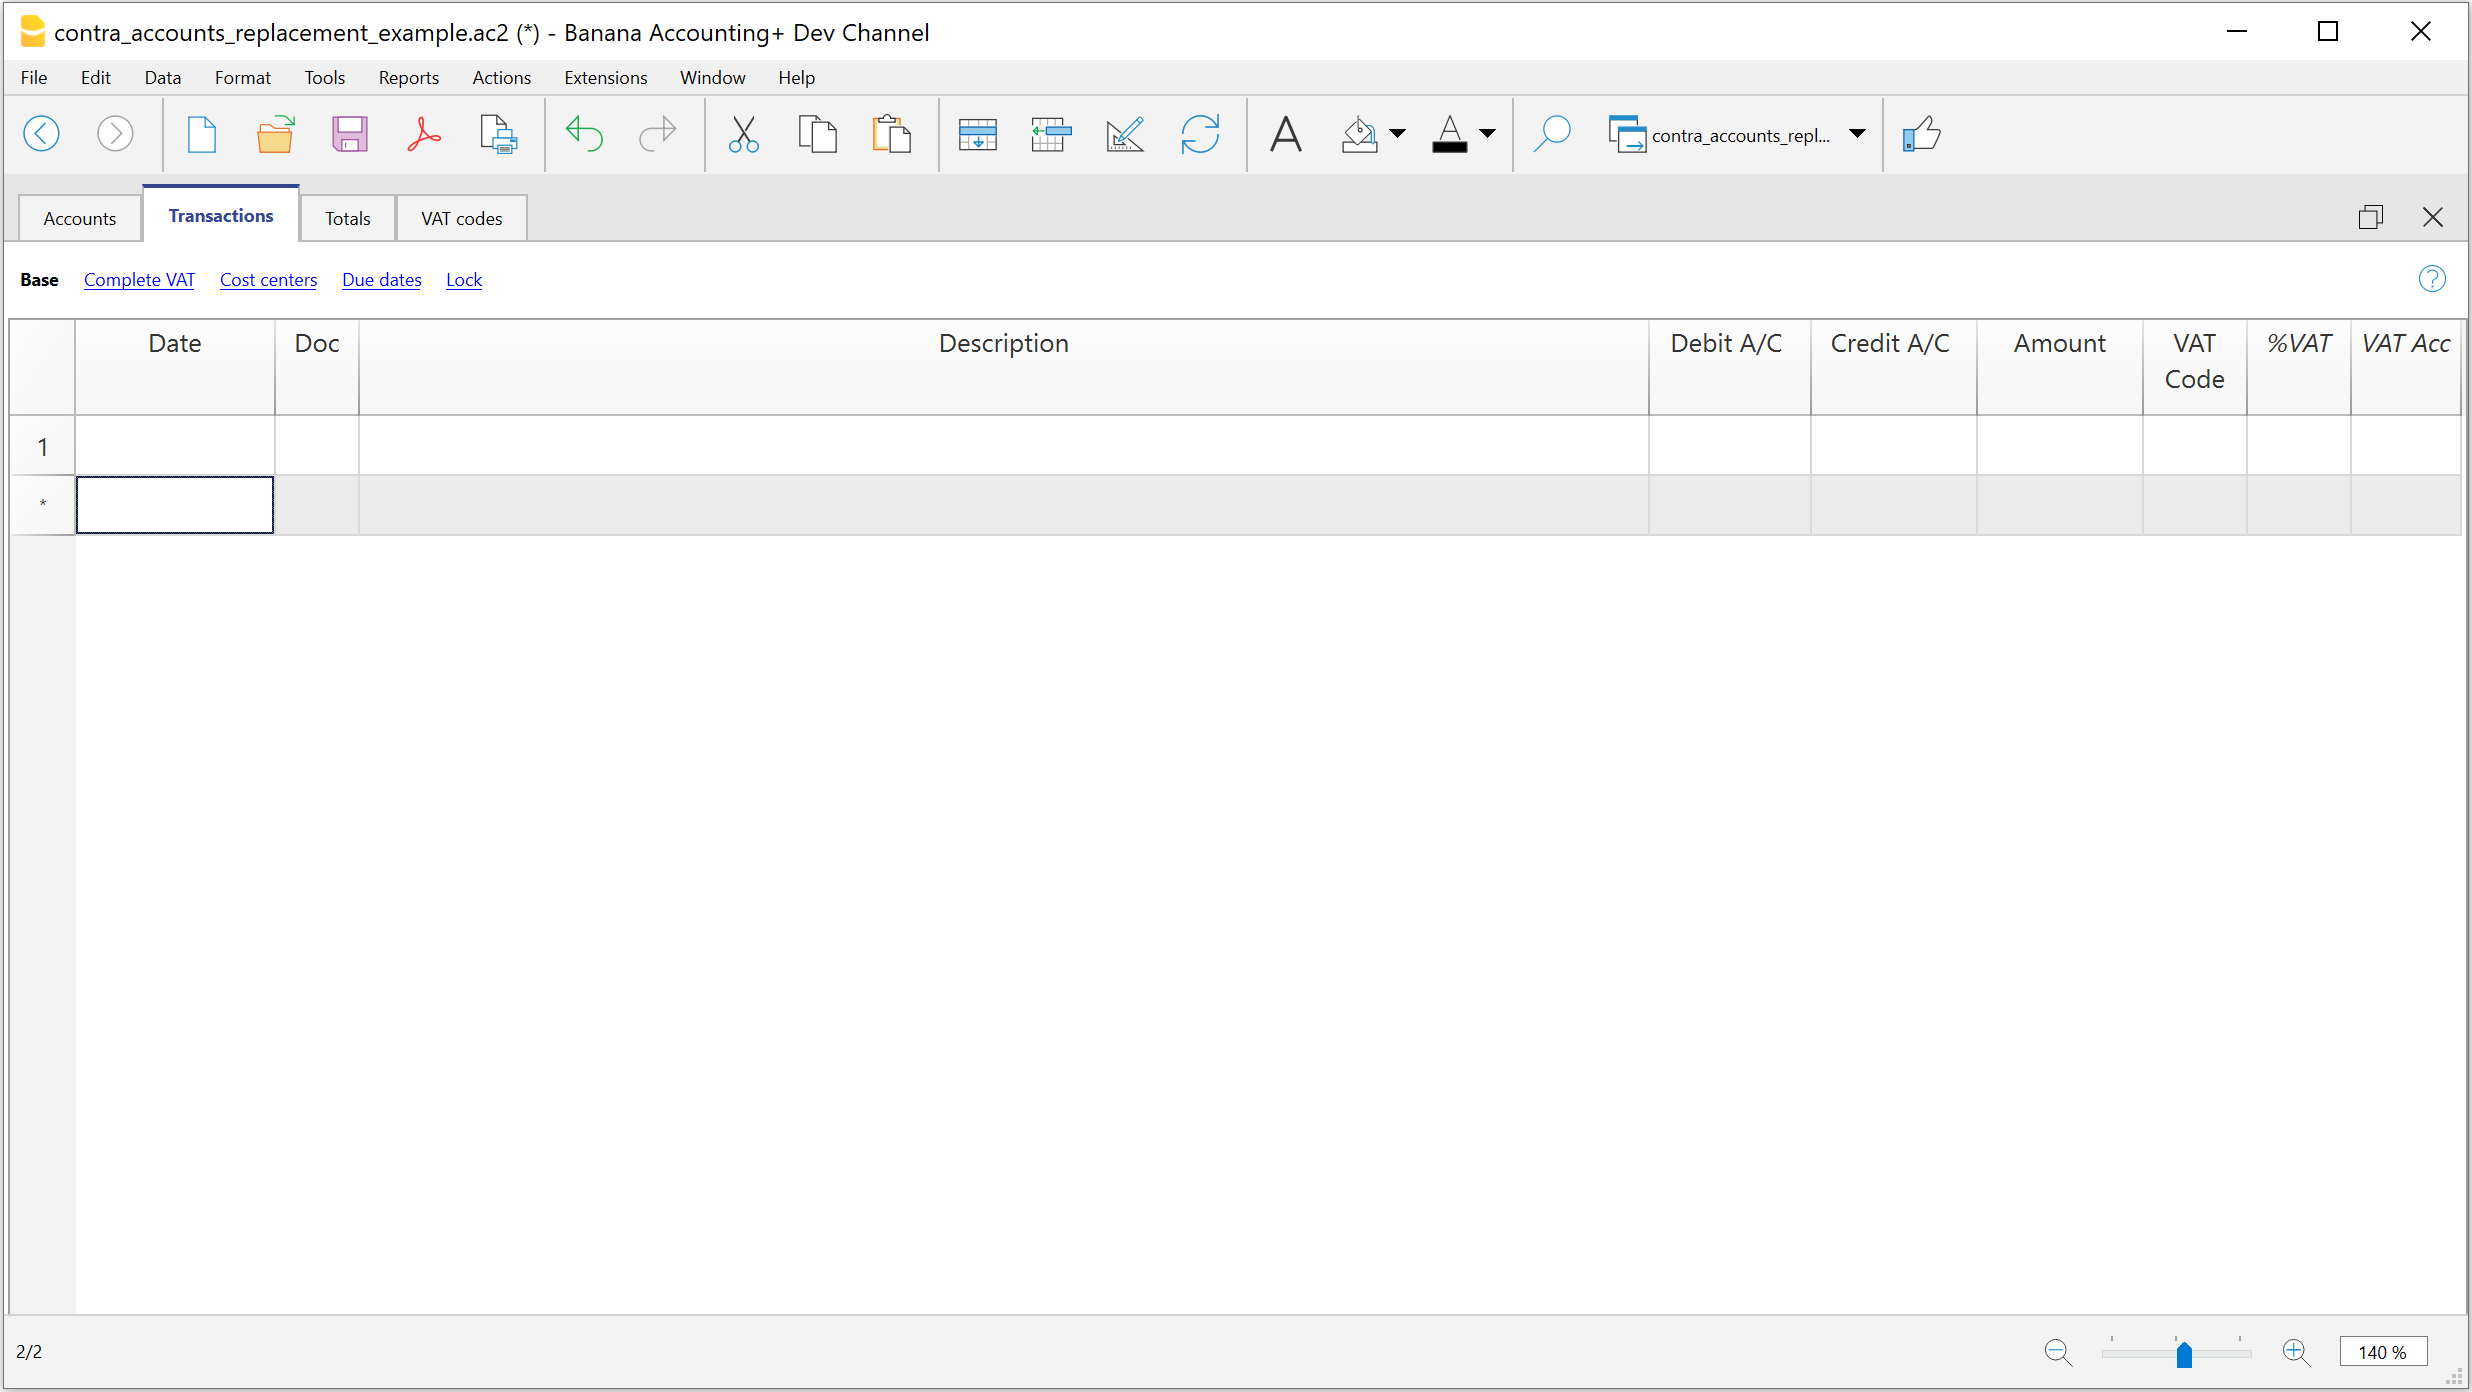 contra_accounts_replacement_example.ac2 (*) - Banana Accounting+ Dev Channel
File Edit Data Format Tools Reports Actions Extensions Window Help
contra_accounts_repl...
Accounts Transactions Totals VAT codes
Base Complete VAT Cost centers Due dates Lock
Date Doc Description Debit A/C Credit A/C Amount VAT Code %VAT VAT Acc
1
*
2/2 140 %